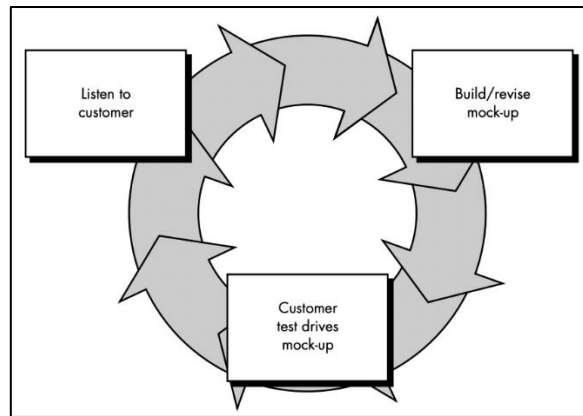 Listen to
customer
Build/revise
mock-up
Customer
test drives
mock-up